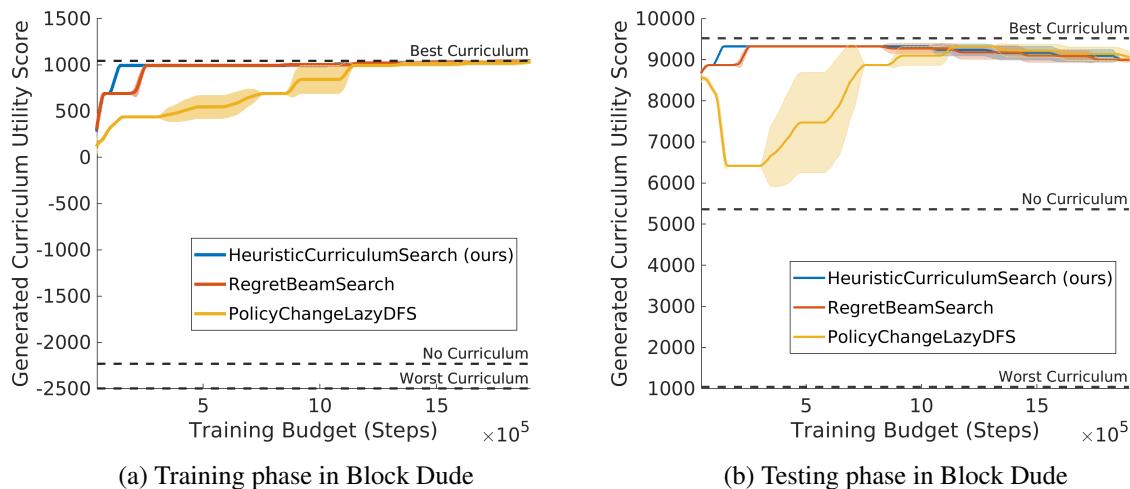 Generated Curriculum Utility Score
1500
1000
500
0
-500
-1000
-1500
-2000
-2500
Best Curriculum
HeuristicCurriculumSearch (ours)
RegretBeamSearch
PolicyChangeLazyDFS
No Curriculum
Worst Curriculum
5 10 15
Training Budget (Steps) ×10^5
(a) Training phase in Block Dude
Generated Curriculum Utility Score
10000
9000
8000
7000
6000
5000
4000
3000
2000
1000
Best Curriculum
No Curriculum
HeuristicCurriculumSearch (ours)
RegretBeamSearch
PolicyChangeLazyDFS
Worst Curriculum
5 10 15
Training Budget (Steps) ×10^5
(b) Testing phase in Block Dude